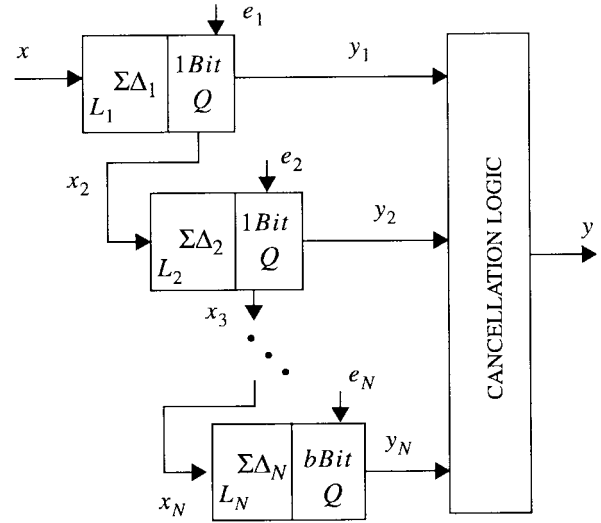 e₁
x
ΣΔ₁
1Bit
y₁
L₁
Q
x₂
e₂
ΣΔ₂
1Bit
y₂
L₂
Q
x₃
y
CANCELLATION LOGIC
e_N
ΣΔ_N
bBit
y_N
L_N
Q
x_N